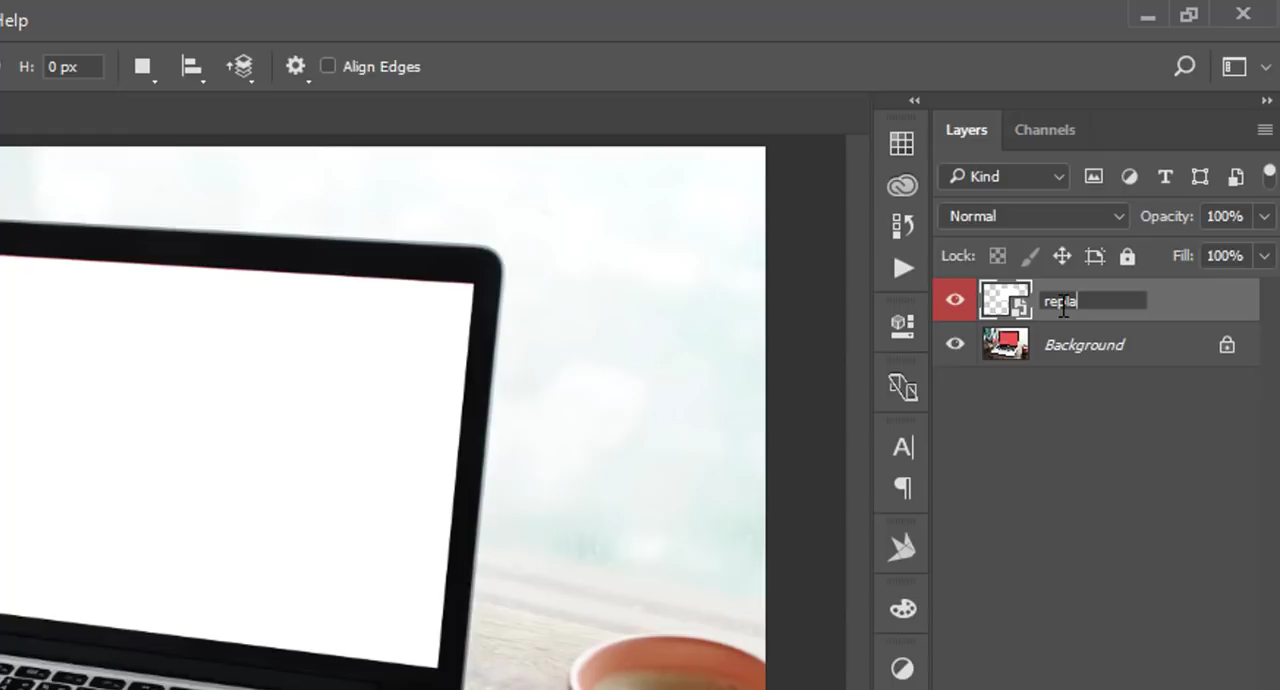 Help
H: 0 px Align Edges
Layers Channels
Kind
Normal Opacity: 100%
Lock: Fill: 100%
repla
Background